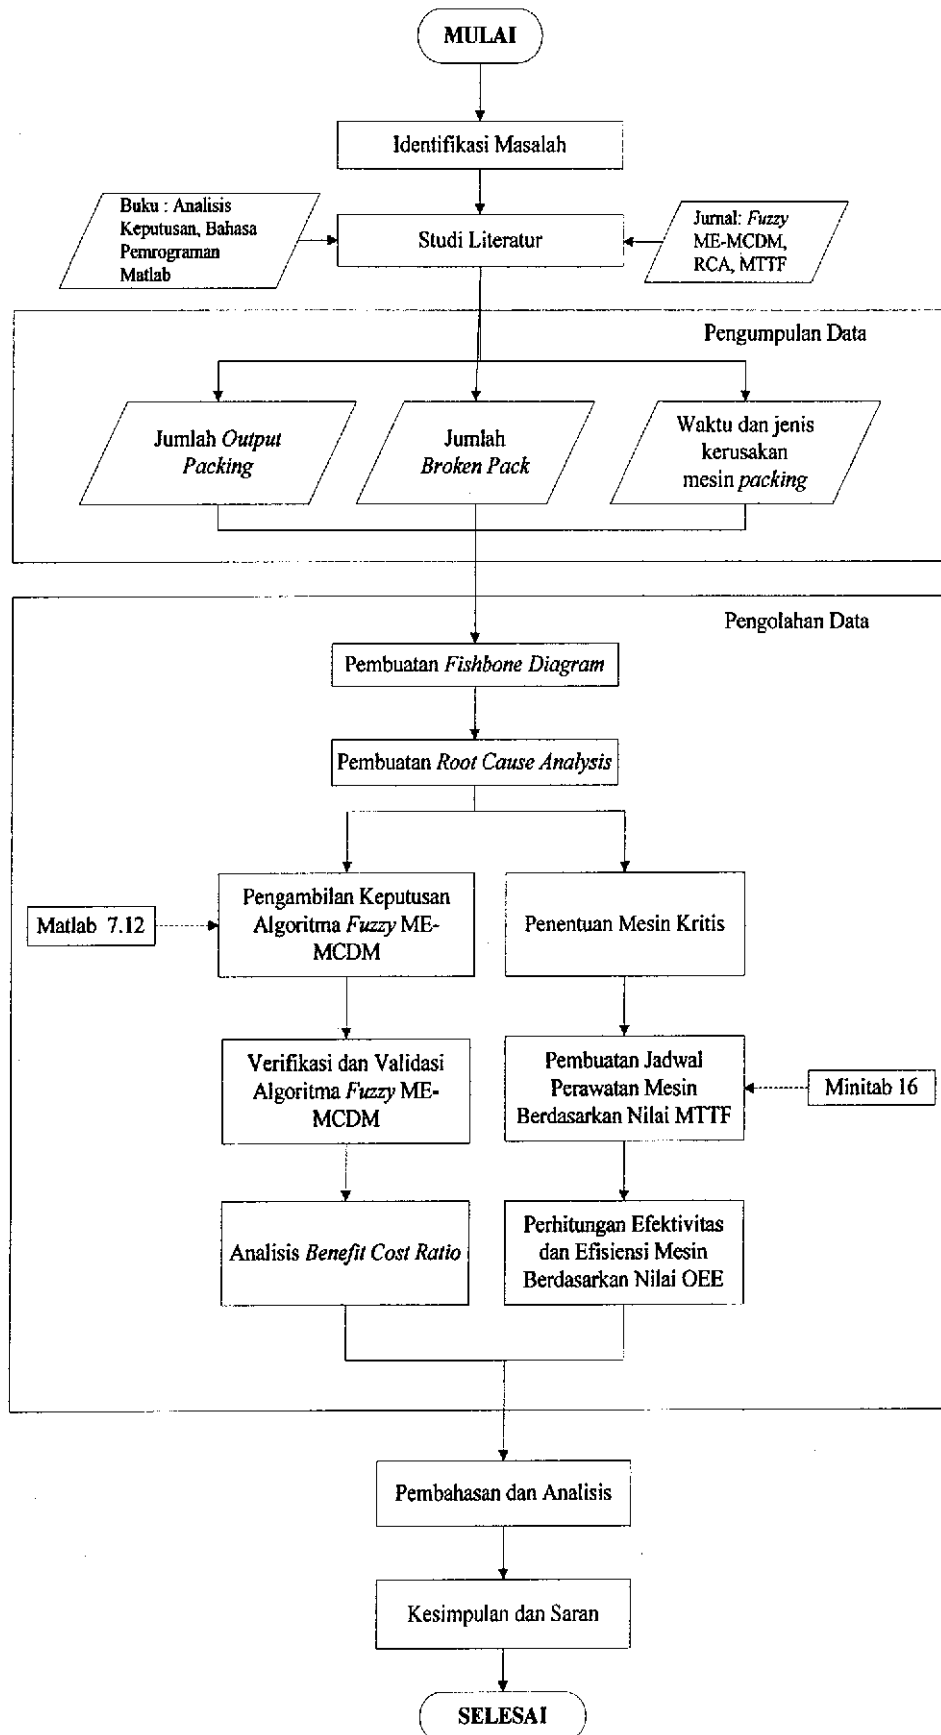 MULAI
Identifikasi Masalah
Buku : Analisis
Keputusan, Bahasa
Pemrograman
Matlab
Studi Literatur
Jurnal: Fuzzy
ME-MCDM,
RCA, MTTF
Pengumpulan Data
Jumlah Output
Packing
Jumlah
Broken Pack
Waktu dan jenis
kerusakan
mesin packing
Pengolahan Data
Pembuatan Fishbone Diagram
Pembuatan Root Cause Analysis
Matlab 7.12
Pengambilan Keputusan
Algoritma Fuzzy ME-
MCDM
Penentuan Mesin Kritis
Verifikasi dan Validasi
Algoritma Fuzzy ME-
MCDM
Pembuatan Jadwal
Perawatan Mesin
Berdasarkan Nilai MTTF
Minitab 16
Analisis Benefit Cost Ratio
Perhitungan Efektivitas
dan Efisiensi Mesin
Berdasarkan Nilai OEE
Pembahasan dan Analisis
Kesimpulan dan Saran
SELESAI